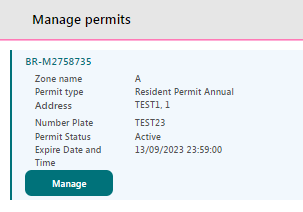 Manage permits
BR-M2758735
Zone name A
Permit type Resident Permit Annual
Address TEST1, 1
Number Plate TEST23
Permit Status Active
Expire Date and 13/09/2023 23:59:00
Time
Manage